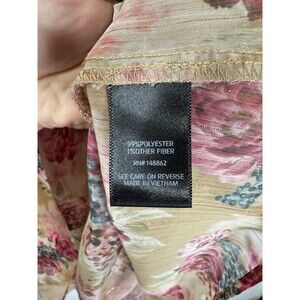 99%POLYESTER
1%OTHER FIBER
RN# 148862
SEE CARE ON REVERSE
MADE IN VIETNAM